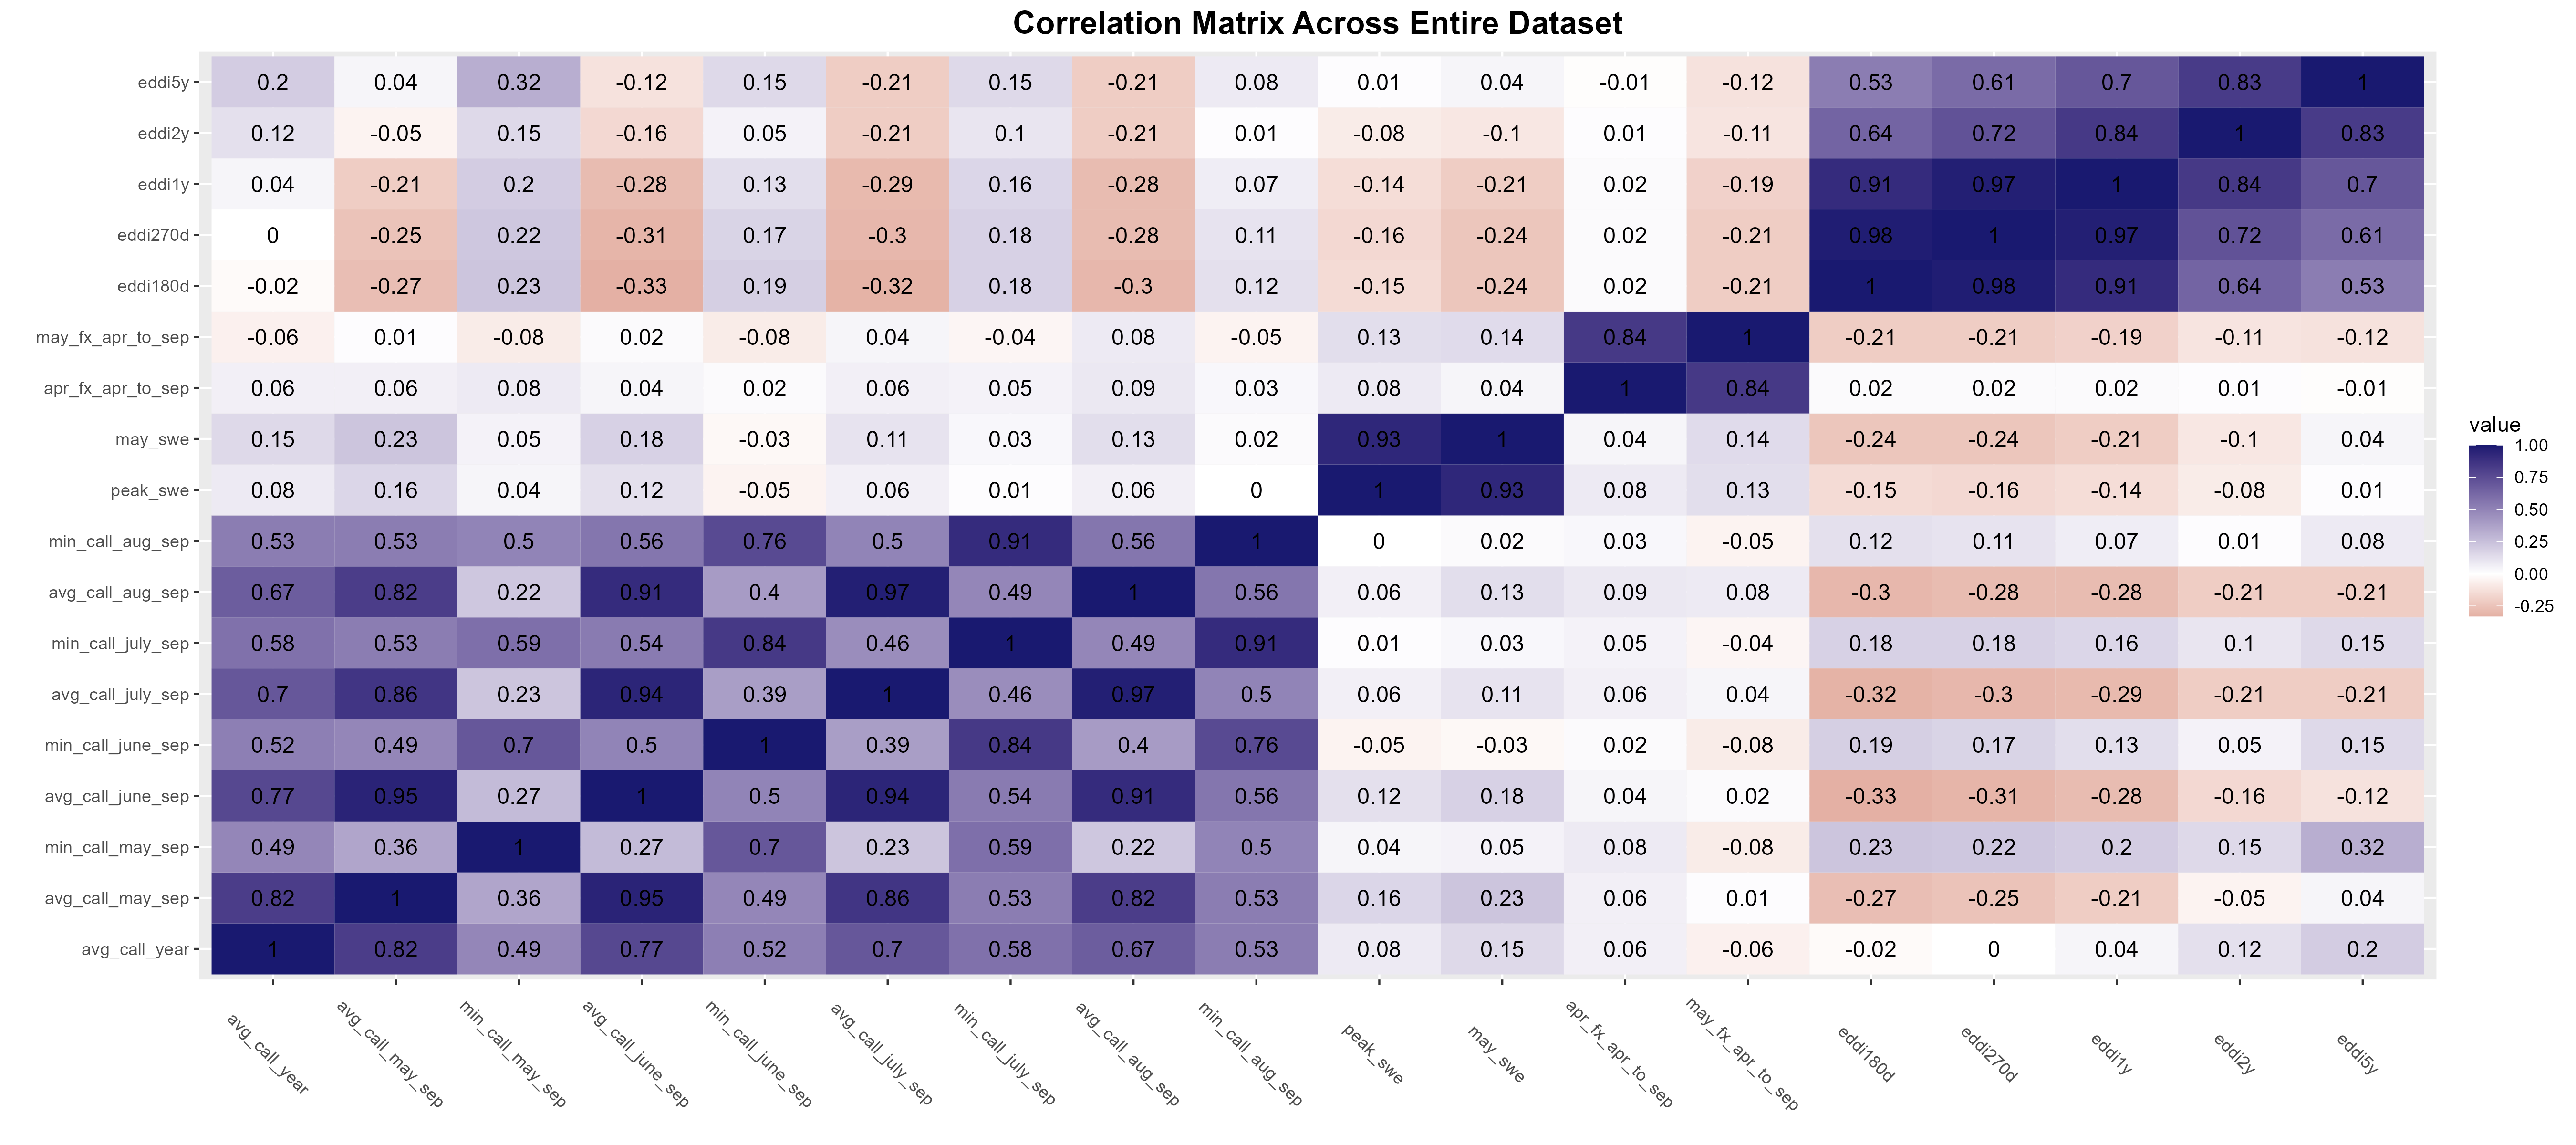 Correlation Matrix Across Entire Dataset
eddi5y 0.2 0.04 0.32 -0.12 0.15 -0.21 0.15 -0.21 0.08 0.01 0.04 -0.01 -0.12 0.53 0.61 0.7 0.83 1
eddi2y 0.12 -0.05 0.15 -0.16 0.05 -0.21 0.1 -0.21 0.01 -0.08 -0.1 0.01 -0.11 0.64 0.72 0.84 1 0.83
eddi1y 0.04 -0.21 0.2 -0.28 0.13 -0.29 0.16 -0.28 0.07 -0.14 -0.21 0.02 -0.19 0.91 0.97 1 0.84 0.7
eddi270d 0 -0.25 0.22 -0.31 0.17 -0.3 0.18 -0.28 0.11 -0.16 -0.24 0.02 -0.21 0.98 1 0.97 0.72 0.61
eddi180d -0.02 -0.27 0.23 -0.33 0.19 -0.32 0.18 -0.3 0.12 -0.15 -0.24 0.02 -0.21 1 0.98 0.91 0.64 0.53
may_fx_apr_to_sep -0.06 0.01 -0.08 0.02 -0.08 0.04 -0.04 0.08 -0.05 0.13 0.14 0.84 1 -0.21 -0.21 -0.19 -0.11 -0.12
apr_fx_apr_to_sep 0.06 0.06 0.08 0.04 0.02 0.06 0.05 0.09 0.03 0.08 0.04 1 0.84 0.02 0.02 0.02 0.01 -0.01
may_swe 0.15 0.23 0.05 0.18 -0.03 0.11 0.03 0.13 0.02 0.93 1 0.04 0.14 -0.24 -0.24 -0.21 -0.1 0.04
peak_swe 0.08 0.16 0.04 0.12 -0.05 0.06 0.01 0.06 0 1 0.93 0.08 0.13 -0.15 -0.16 -0.14 -0.08 0.01
min_call_aug_sep 0.53 0.53 0.5 0.56 0.76 0.5 0.91 0.56 1 0 0.02 0.03 -0.05 0.12 0.11 0.07 0.01 0.08
avg_call_aug_sep 0.67 0.82 0.22 0.91 0.4 0.97 0.49 1 0.56 0.06 0.13 0.09 0.08 -0.3 -0.28 -0.28 -0.21 -0.21
min_call_july_sep 0.58 0.53 0.59 0.54 0.84 0.46 1 0.49 0.91 0.01 0.03 0.05 -0.04 0.18 0.18 0.16 0.1 0.15
avg_call_july_sep 0.7 0.86 0.23 0.94 0.39 1 0.46 0.97 0.5 0.06 0.11 0.06 0.04 -0.32 -0.3 -0.29 -0.21 -0.21
min_call_june_sep 0.52 0.49 0.7 0.5 1 0.39 0.84 0.4 0.76 -0.05 -0.03 0.02 -0.08 0.19 0.17 0.13 0.05 0.15
avg_call_june_sep 0.77 0.95 0.27 1 0.5 0.94 0.54 0.91 0.56 0.12 0.18 0.04 0.02 -0.33 -0.31 -0.28 -0.16 -0.12
min_call_may_sep 0.49 0.36 1 0.27 0.7 0.23 0.59 0.22 0.5 0.04 0.05 0.08 -0.08 0.23 0.22 0.2 0.15 0.32
avg_call_may_sep 0.82 1 0.36 0.95 0.49 0.86 0.53 0.82 0.53 0.16 0.23 0.06 0.01 -0.27 -0.25 -0.21 -0.05 0.04
avg_call_year 1 0.82 0.49 0.77 0.52 0.7 0.58 0.67 0.53 0.08 0.15 0.06 -0.06 -0.02 0 0.04 0.12 0.2
avg_call_year
avg_call_may_sep
min_call_may_sep
avg_call_june_sep
min_call_june_sep
avg_call_july_sep
min_call_july_sep
avg_call_aug_sep
min_call_aug_sep
peak_swe
may_swe
apr_fx_apr_to_sep
may_fx_apr_to_sep
eddi180d
eddi270d
eddi1y
eddi2y
eddi5y
value
1.00
0.75
0.50
0.25
0.00
-0.25